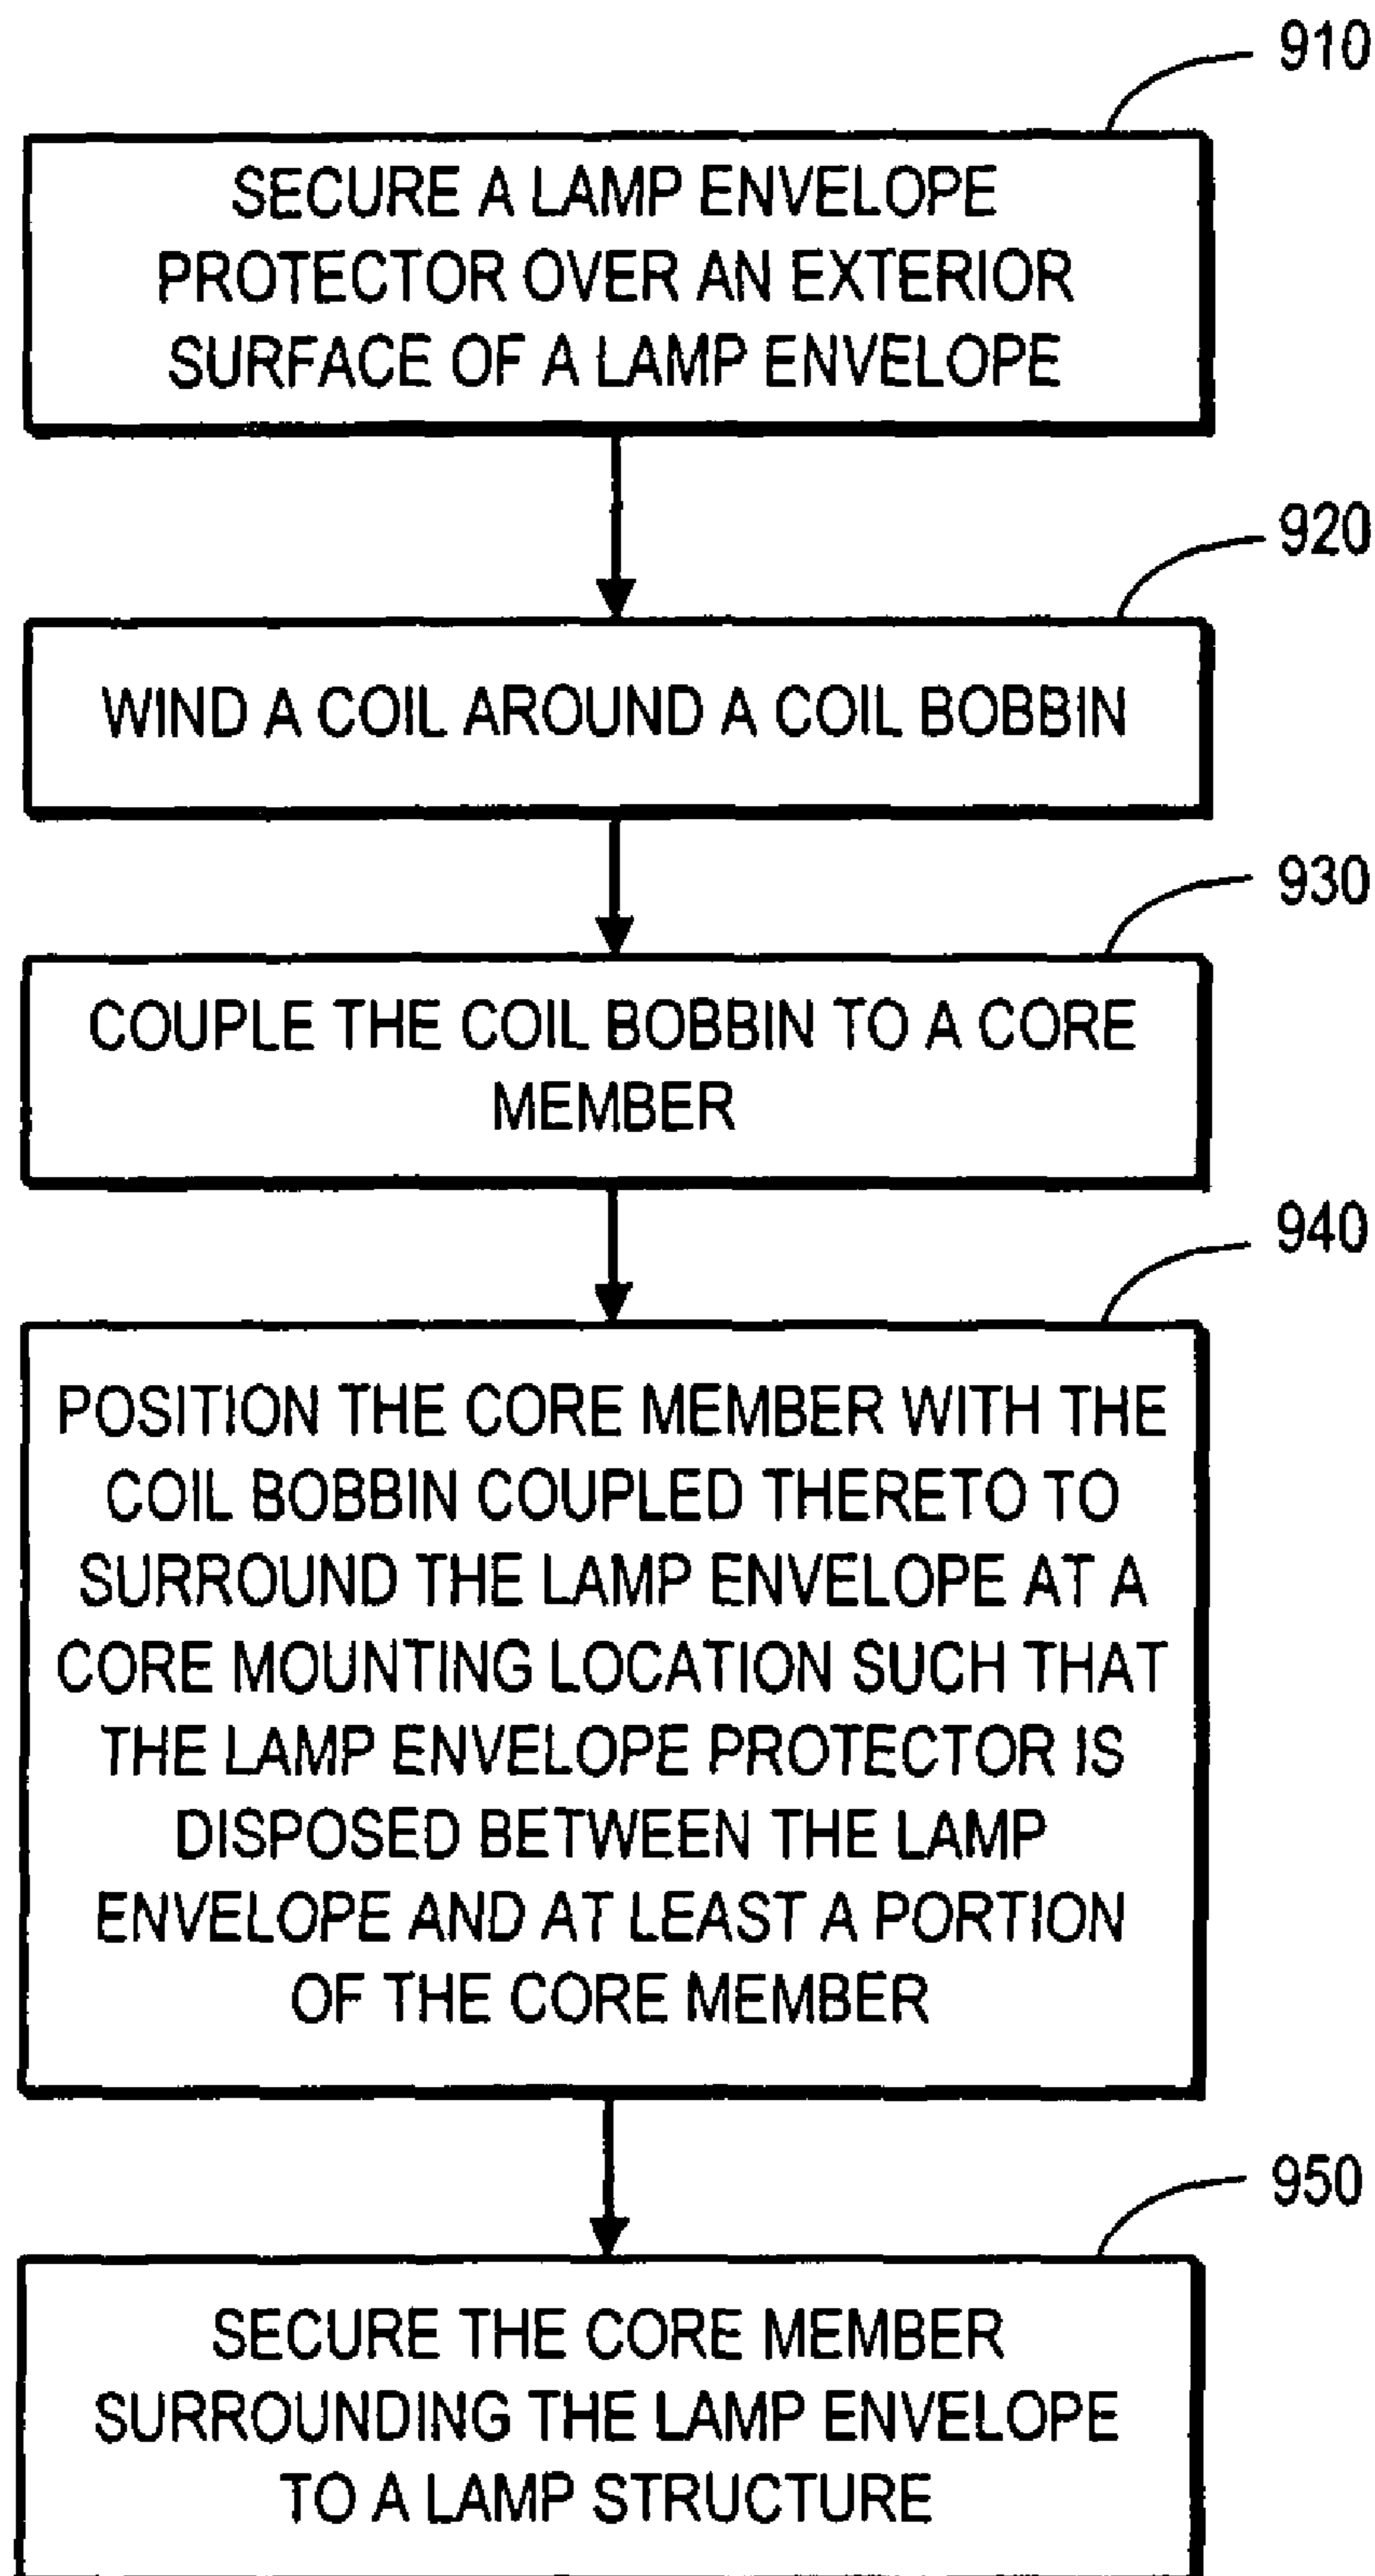 910
SECURE A LAMP ENVELOPE
PROTECTOR OVER AN EXTERIOR
SURFACE OF A LAMP ENVELOPE
920
WIND A COIL AROUND A COIL BOBBIN
930
COUPLE THE COIL BOBBIN TO A CORE
MEMBER
940
POSITION THE CORE MEMBER WITH THE
COIL BOBBIN COUPLED THERETO TO
SURROUND THE LAMP ENVELOPE AT A
CORE MOUNTING LOCATION SUCH THAT
THE LAMP ENVELOPE PROTECTOR IS
DISPOSED BETWEEN THE LAMP
ENVELOPE AND AT LEAST A PORTION
OF THE CORE MEMBER
950
SECURE THE CORE MEMBER
SURROUNDING THE LAMP ENVELOPE
TO A LAMP STRUCTURE